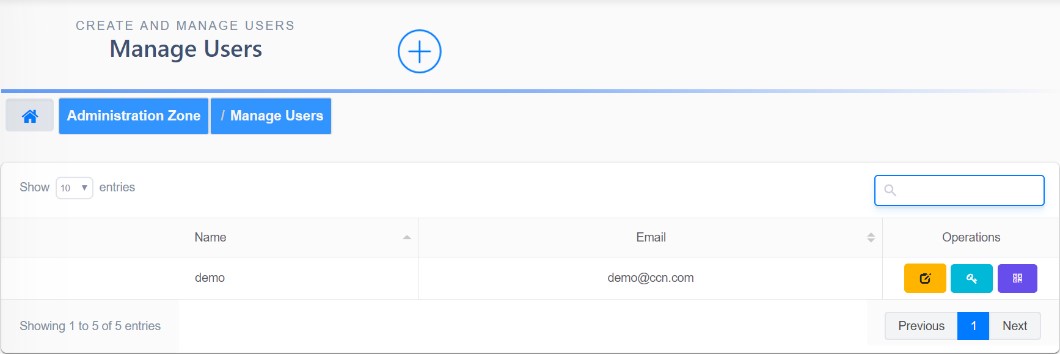 CREATE AND MANAGE USERS
Manage Users
Administration Zone / Manage Users
Show 10 entries
Name Email Operations
demo demo@ccn.com
Showing 1 to 5 of 5 entries Previous 1 Next